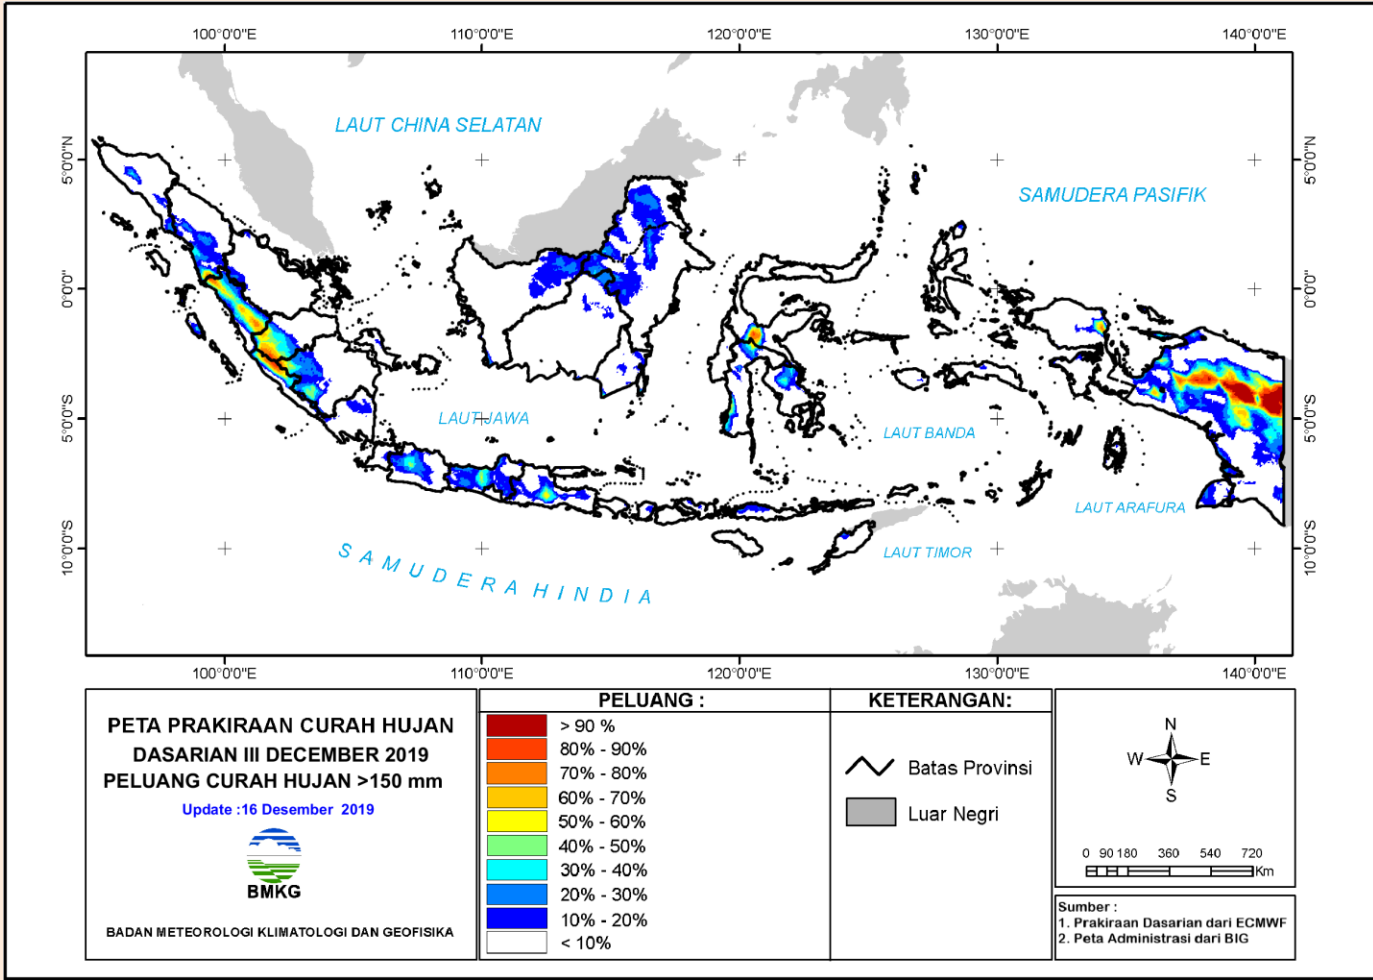 100°0'0"E 110°0'0"E 120°0'0"E 130°0'0"E 140°0'0"E
LAUT CHINA SELATAN
5°0'0"N 5°0'0"N
SAMUDERA PASIFIK
0°0'0" 0°0'0"
5°0'0"S 5°0'0"S
LAUT JAWA
LAUT BANDA
LAUT ARAFURA
10°0'0"S 10°0'0"S
LAUT TIMOR
SAMUDERA HINDIA
100°0'0"E 110°0'0"E 120°0'0"E 130°0'0"E 140°0'0"E
PETA PRAKIRAAN CURAH HUJAN
DASARIAN III DECEMBER 2019
PELUANG CURAH HUJAN >150 mm
Update :16 Desember 2019
BMKG
BADAN METEOROLOGI KLIMATOLOGI DAN GEOFISIKA
PELUANG :
> 90 %
80% - 90%
70% - 80%
60% - 70%
50% - 60%
40% - 50%
30% - 40%
20% - 30%
10% - 20%
< 10%
KETERANGAN:
Batas Provinsi
Luar Negri
N
W E
S
0 90 180 360 540 720
Km
Sumber :
1. Prakiraan Dasarian dari ECMWF
2. Peta Administrasi dari BIG